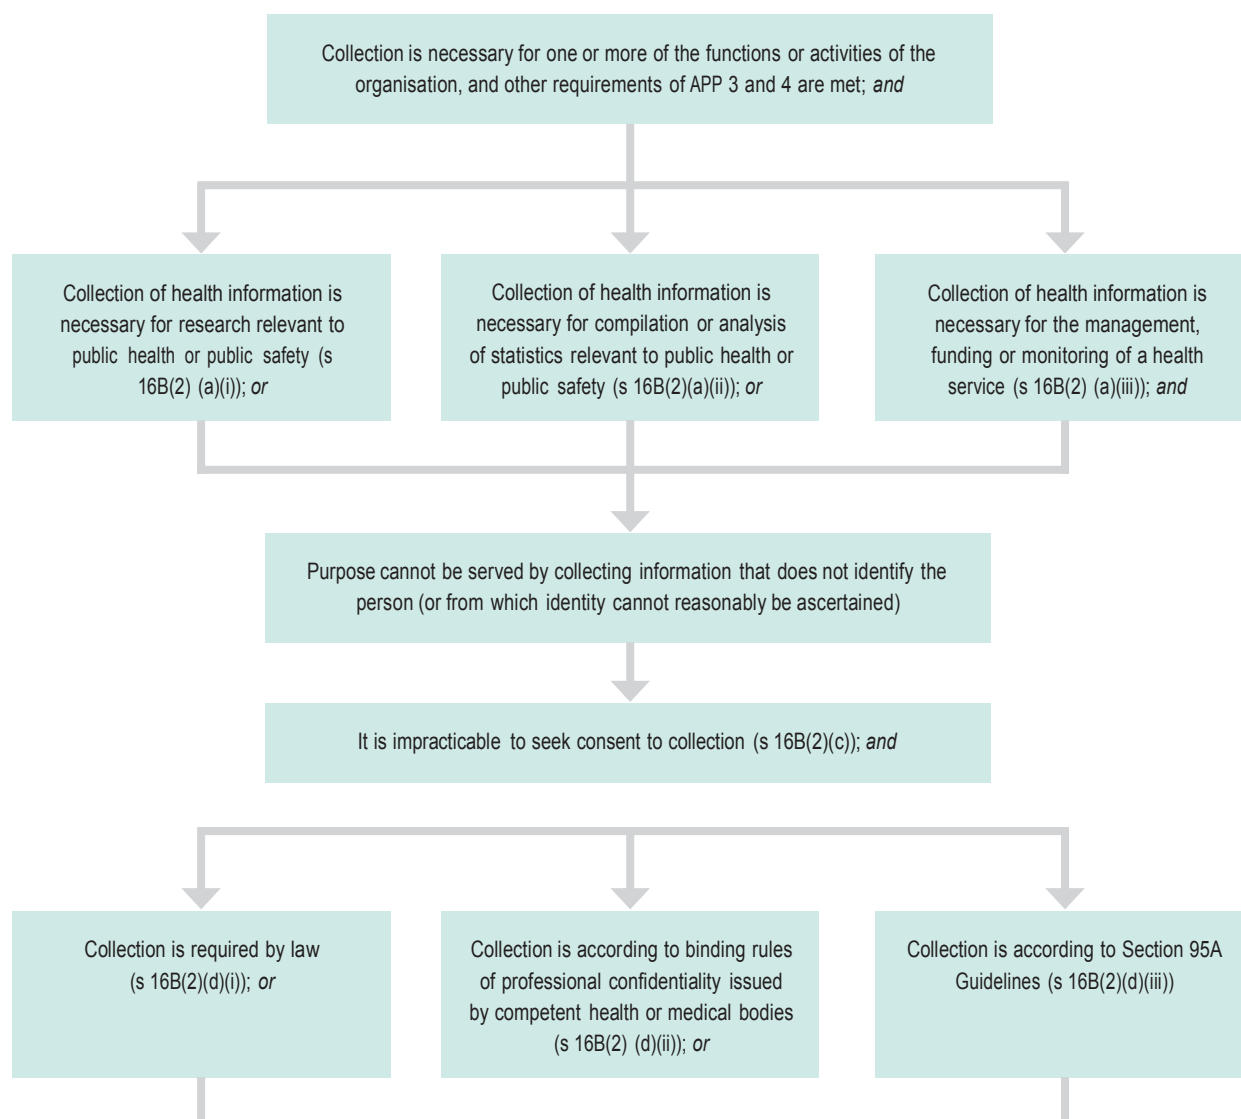 Collection is necessary for one or more of the functions or activities of the
organisation, and other requirements of APP 3 and 4 are met; and
Collection of health information is
necessary for research relevant to
public health or public safety (s
16B(2) (a)(i)); or
Collection of health information is
necessary for compilation or analysis
of statistics relevant to public health or
public safety (s 16B(2)(a)(ii)); or
Collection of health information is
necessary for the management,
funding or monitoring of a health
service (s 16B(2) (a)(iii)); and
Purpose cannot be served by collecting information that does not identify the
person (or from which identity cannot reasonably be ascertained)
It is impracticable to seek consent to collection (s 16B(2)(c)); and
Collection is required by law
(s 16B(2)(d)(i)); or
Collection is according to binding rules
of professional confidentiality issued
by competent health or medical bodies
(s 16B(2) (d)(ii)); or
Collection is according to Section 95A
Guidelines (s 16B(2)(d)(iii))